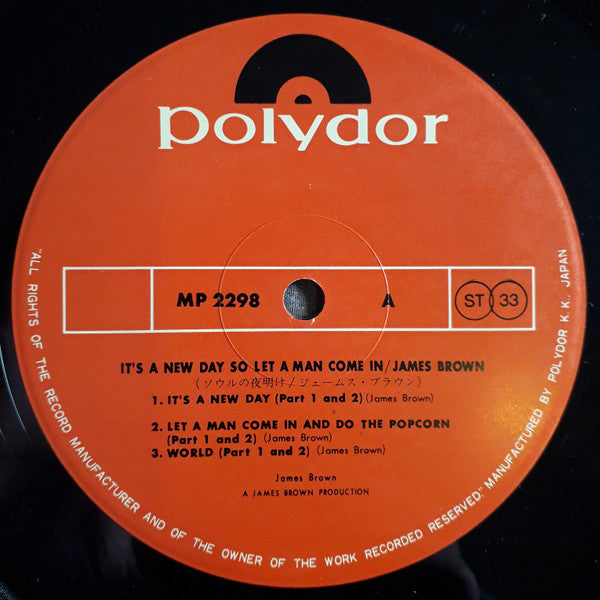 polydor
MP 2298 A ST 33
IT'S A NEW DAY SO LET A MAN COME IN/JAMES BROWN
(ソウルの夜明け/ジェームス・ブラウン)
1. IT'S A NEW DAY (Part 1 and 2) (James Brown)
2. LET A MAN COME IN AND DO THE POPCORN
(Part 1 and 2) (James Brown)
3. WORLD (Part 1 and 2) (James Brown)
James Brown
A JAMES BROWN PRODUCTION
"ALL RIGHTS OF THE RECORD MANUFACTURER AND OF THE OWNER OF THE WORK RECORDED RESERVED." MANUFACTURED BY POLYDOR K.K., JAPAN